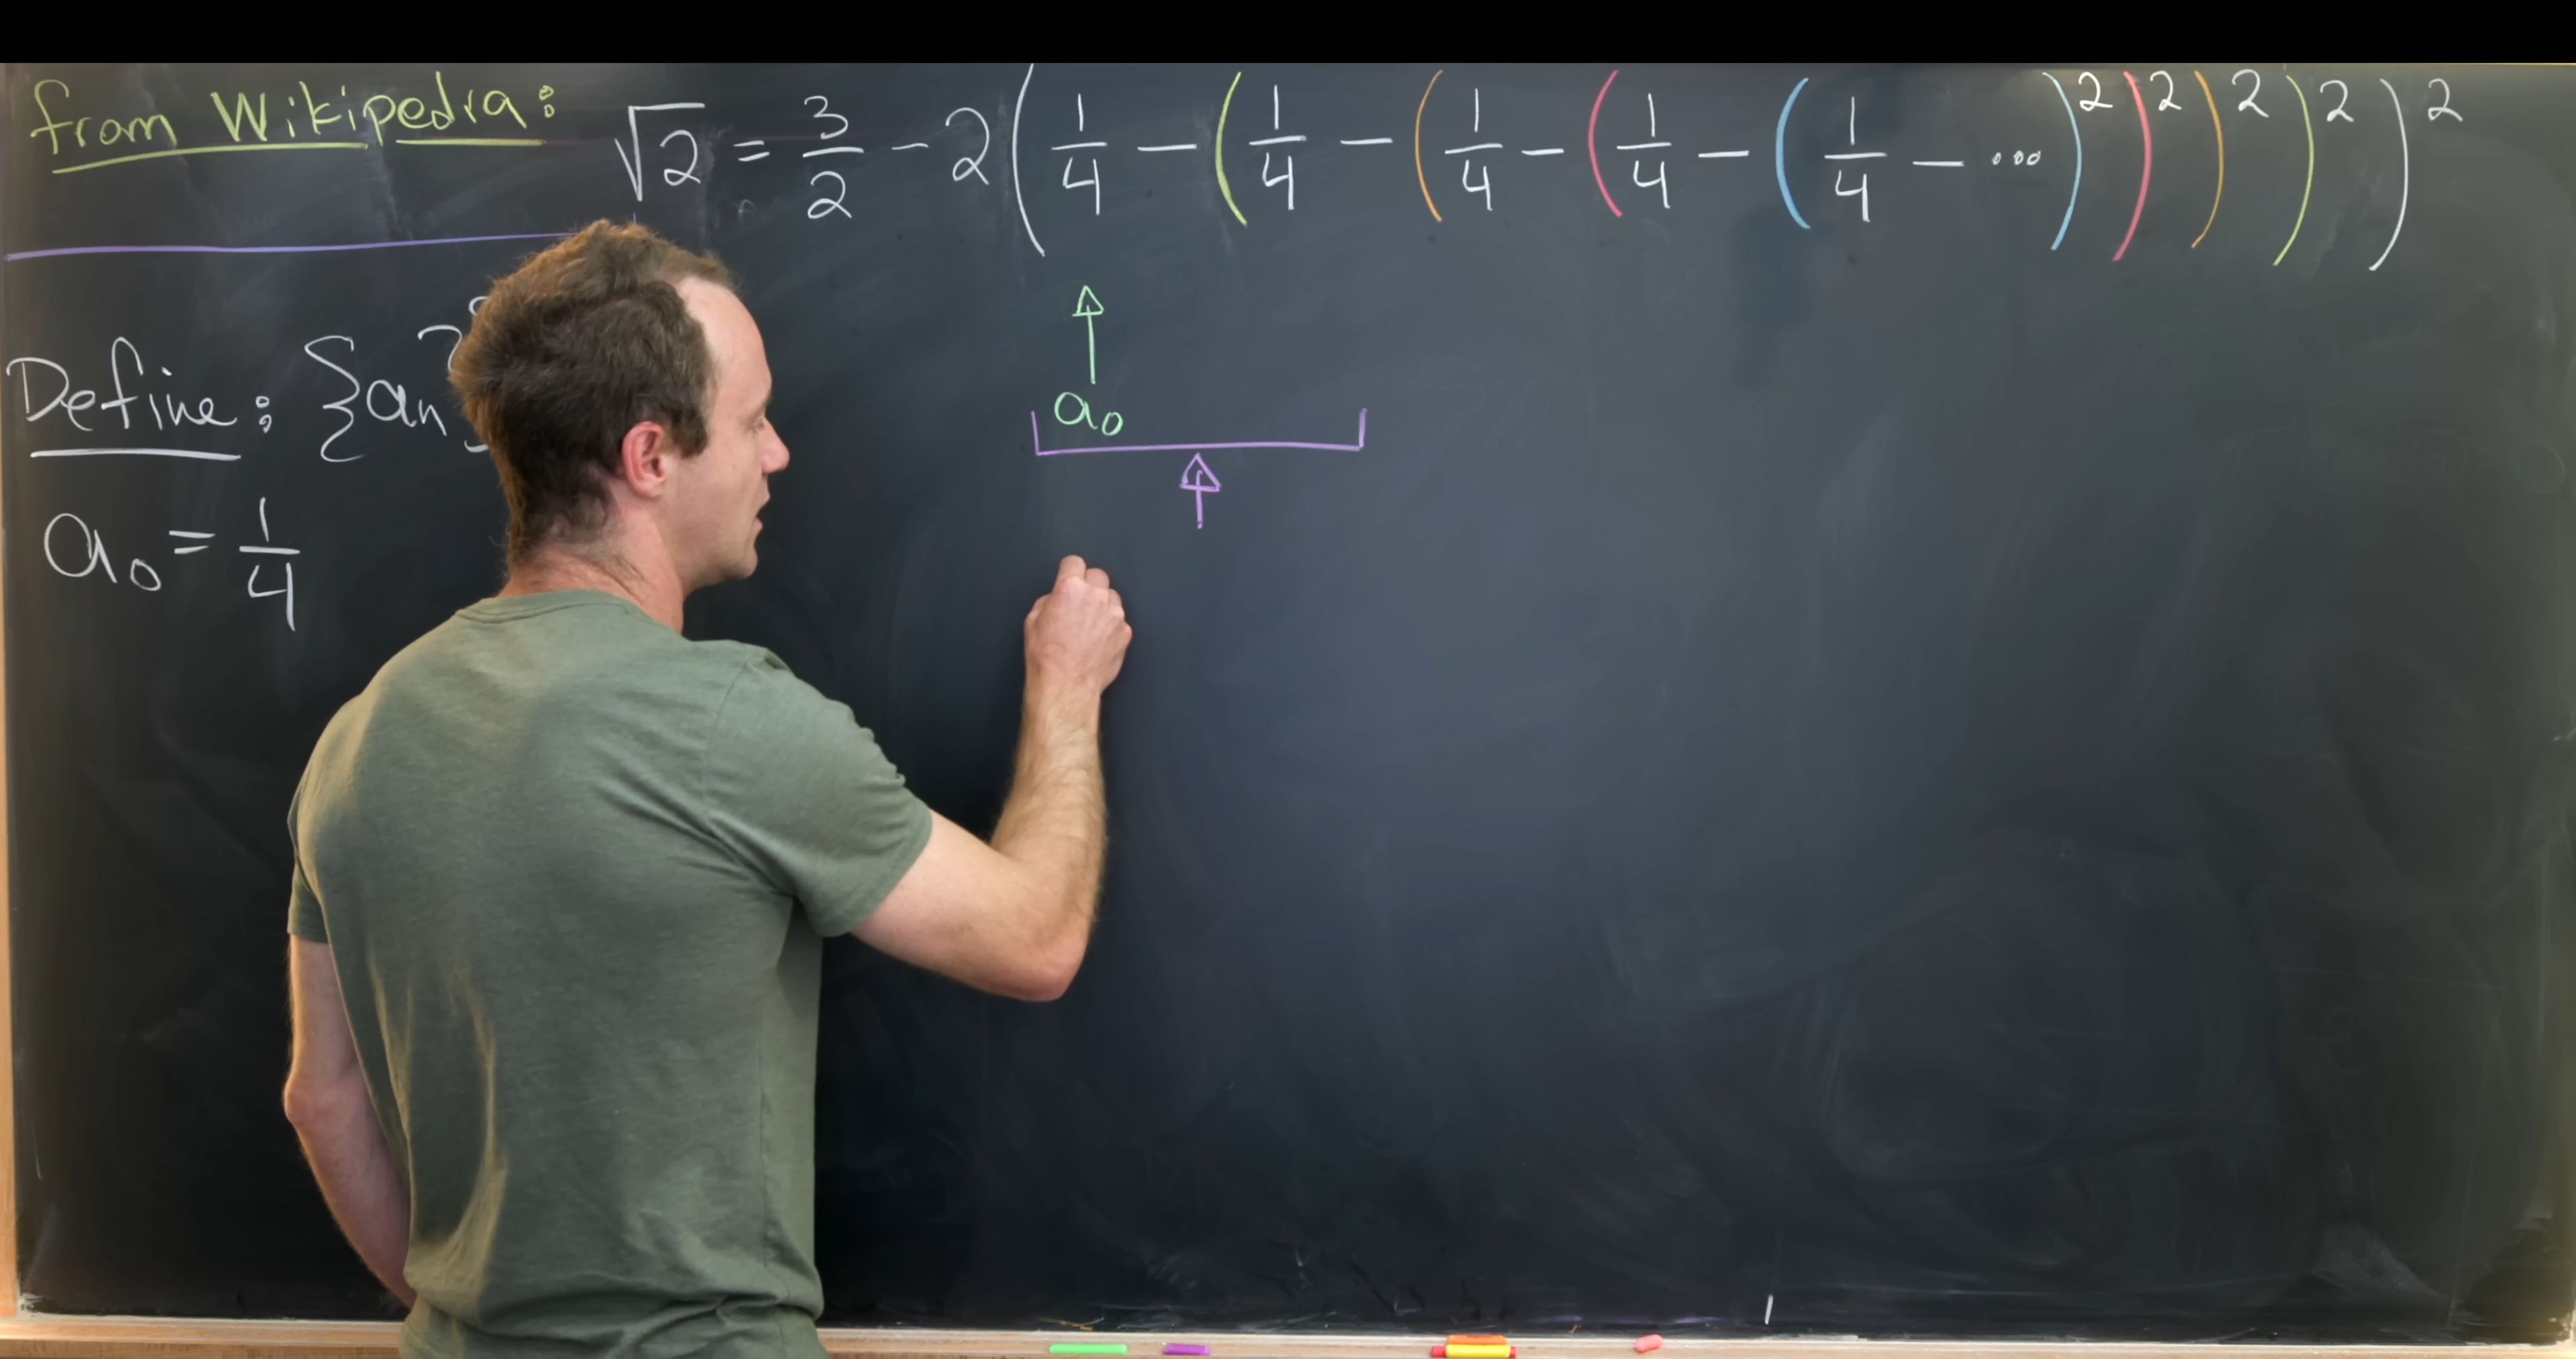 from Wikipedia:
√2 = 3/2 - 2(1/4 - (1/4 - (1/4 - (1/4 - (1/4 - ...)²)²)²)²)²
Define: {an}
a₀
a₀ = 1/4